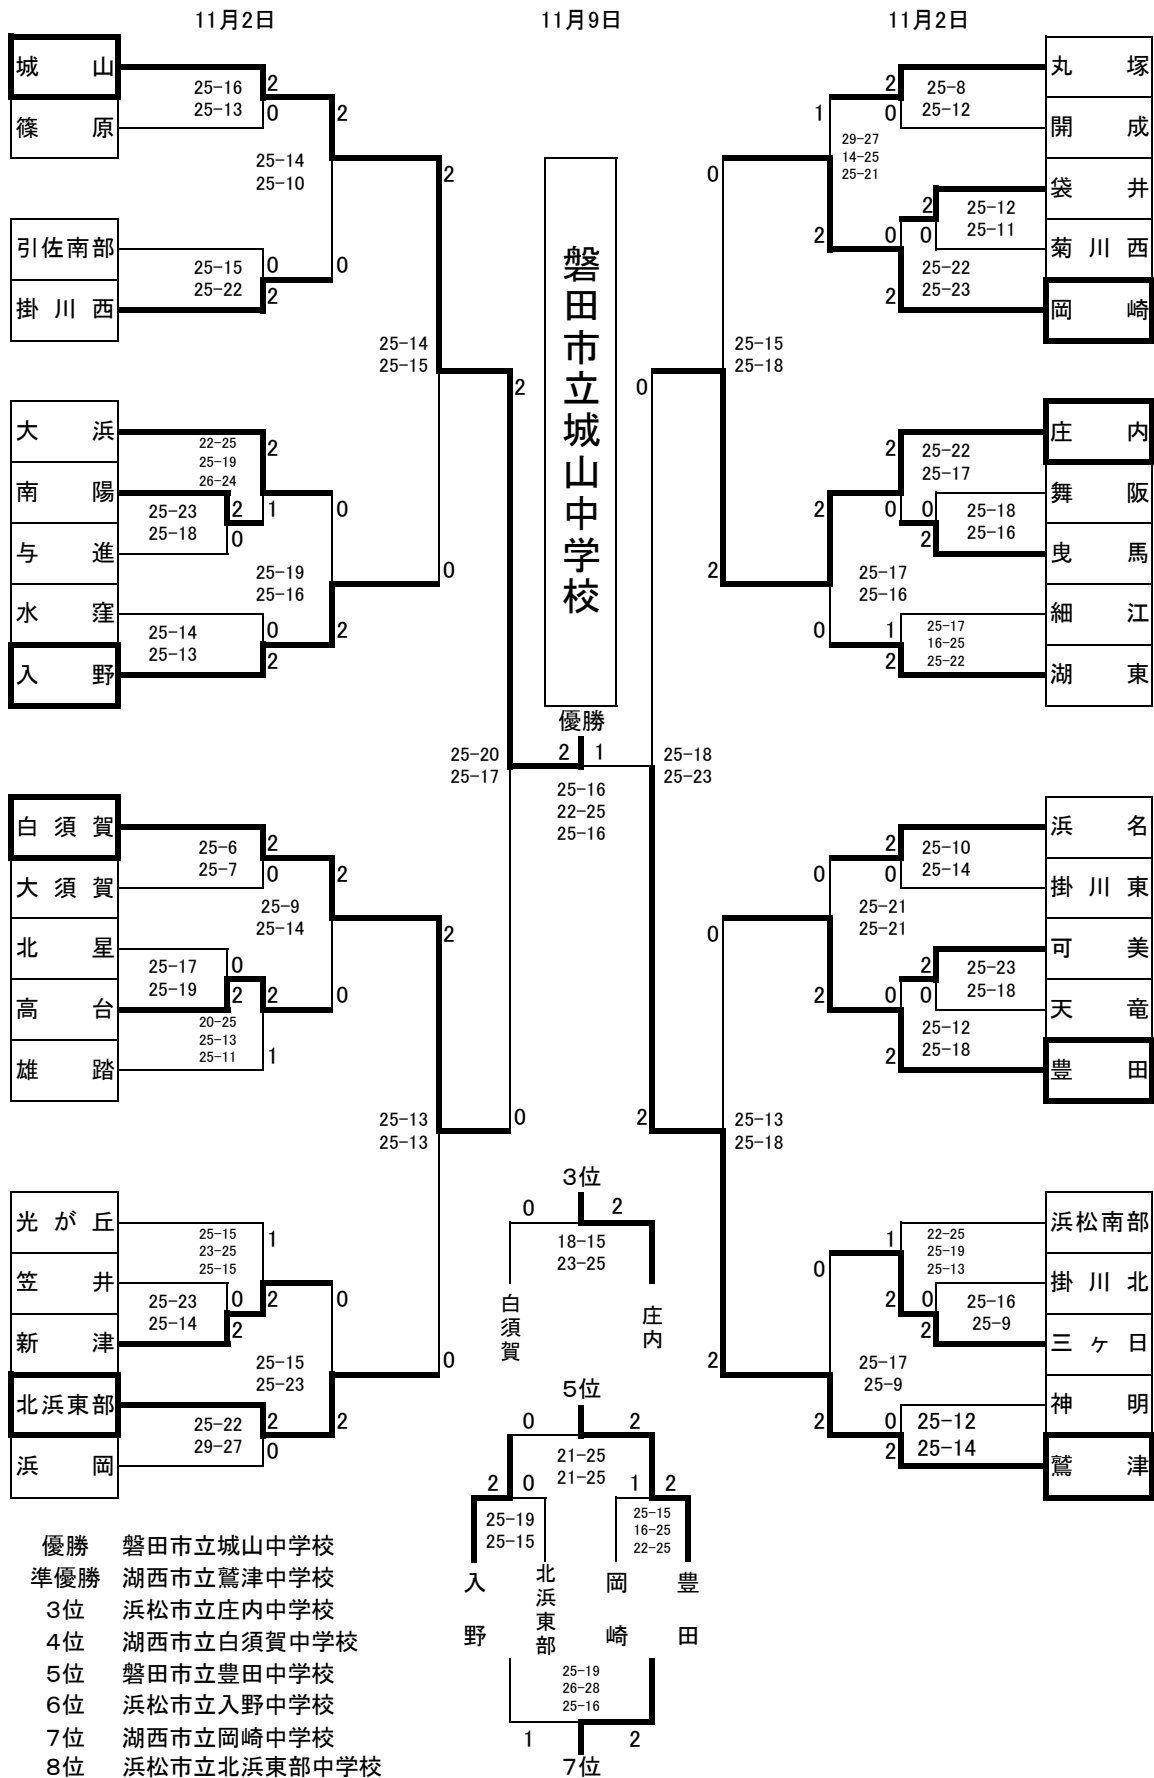 11月2日 11月9日 11月2日
城山
25-16
25-13
2
0
篠原
2
25-14
25-10
引佐南部
25-15
25-22
0
2
掛川西
0
2
25-14
25-15
大浜
22-25
25-19
26-24
2
1
南陽
25-23
25-18
2
0
与進
0
25-19
25-16
水窪
25-14
25-13
0
2
入野
2
0
2
25-20
25-17
白須賀
25-6
25-7
2
0
大須賀
2
25-9
25-14
北星
25-17
25-19
0
2
高台
20-25
25-13
25-11
2
1
雄踏
0
2
25-13
25-13
光が丘
25-15
23-25
25-15
1
2
笠井
25-23
25-14
0
2
新津
0
25-15
25-23
北浜東部
25-22
29-27
2
0
浜岡
2
0
0
磐田市立城山中学校
優勝
2 1
25-16
22-25
25-16
丸塚
25-8
25-12
2
0
開成
1
29-27
14-25
25-21
袋井
25-12
25-11
2
0
菊川西
25-22
25-23
0
2
岡崎
2
0
25-15
25-18
庄内
25-22
25-17
2
0
舞阪
25-18
25-16
0
2
曳馬
2
25-17
25-16
細江
25-17
16-25
25-22
1
2
湖東
0
2
0
25-18
25-23
浜名
25-10
25-14
2
0
掛川東
0
25-21
25-21
可美
25-23
25-18
2
0
天竜
25-12
25-18
0
2
豊田
2
0
25-13
25-18
浜松南部
22-25
25-19
25-13
1
2
掛川北
25-16
25-9
0
2
三ヶ日
0
25-17
25-9
神明
25-12
25-14
0
2
鷲津
2
2
2
3位
0 2
18-15
23-25
白須賀
庄内
5位
0 2
21-25
21-25
2 0
25-19
25-15
1 2
25-15
16-25
22-25
入野
北浜東部
岡崎
豊田
25-19
26-28
25-16
1 2
7位
優勝 磐田市立城山中学校
準優勝 湖西市立鷲津中学校
3位 浜松市立庄内中学校
4位 湖西市立白須賀中学校
5位 磐田市立豊田中学校
6位 浜松市立入野中学校
7位 湖西市立岡崎中学校
8位 浜松市立北浜東部中学校